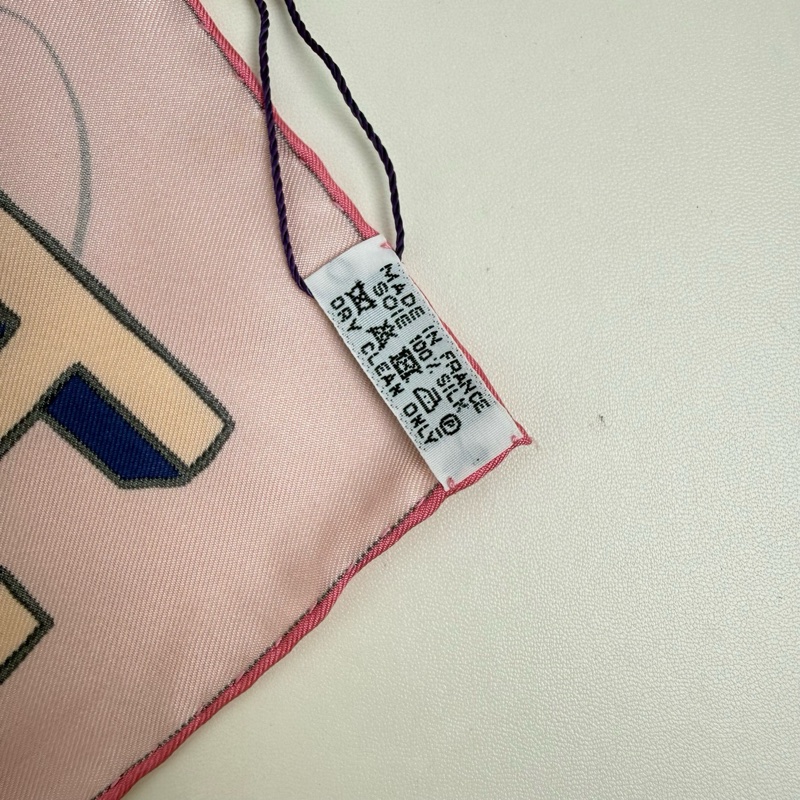 MADE IN FRANCE
SOIE 100% SILK
DRY CLEAN ONLY